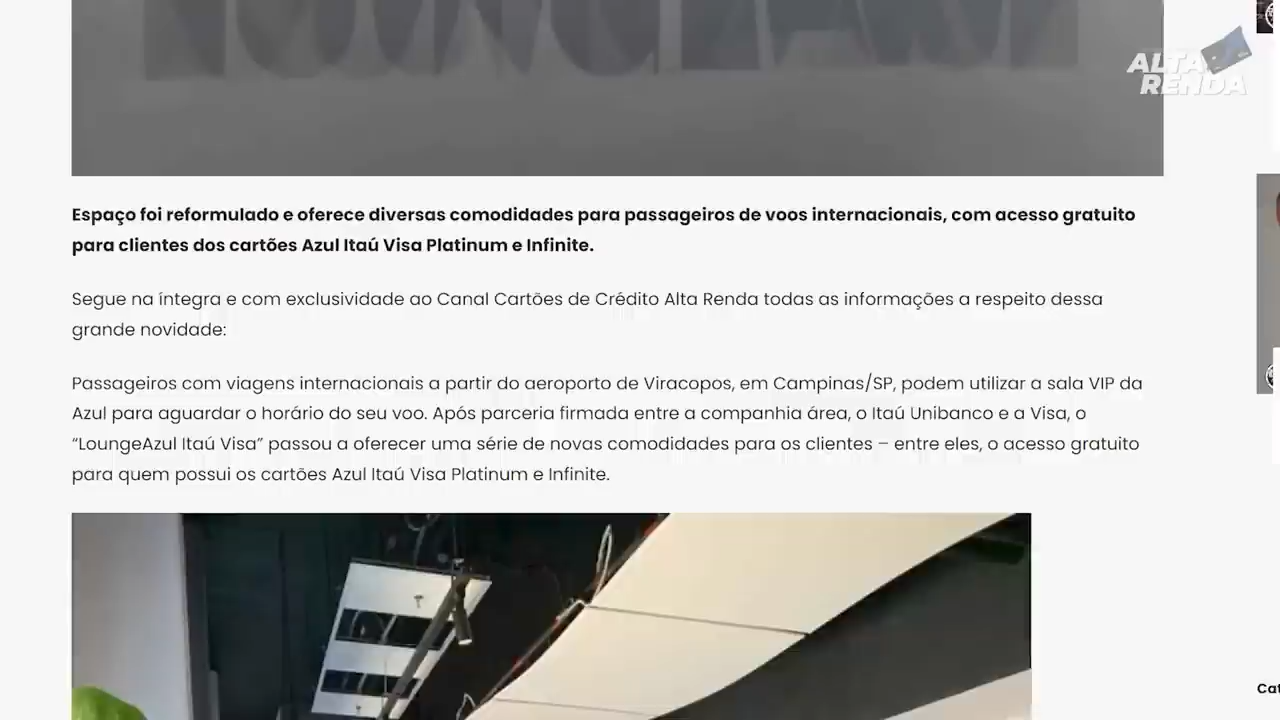 ALTA
RENDA
Espaço foi reformulado e oferece diversas comodidades para passageiros de voos internacionais, com acesso gratuito
para clientes dos cartões Azul Itaú Visa Platinum e Infinite.
Segue na íntegra e com exclusividade ao Canal Cartões de Crédito Alta Renda todas as informações a respeito dessa
grande novidade:
Passageiros com viagens internacionais a partir do aeroporto de Viracopos, em Campinas/SP, podem utilizar a sala VIP da
Azul para aguardar o horário do seu voo. Após parceria firmada entre a companhia área, o Itaú Unibanco e a Visa, o
“LoungeAzul Itaú Visa” passou a oferecer uma série de novas comodidades para os clientes – entre eles, o acesso gratuito
para quem possui os cartões Azul Itaú Visa Platinum e Infinite.